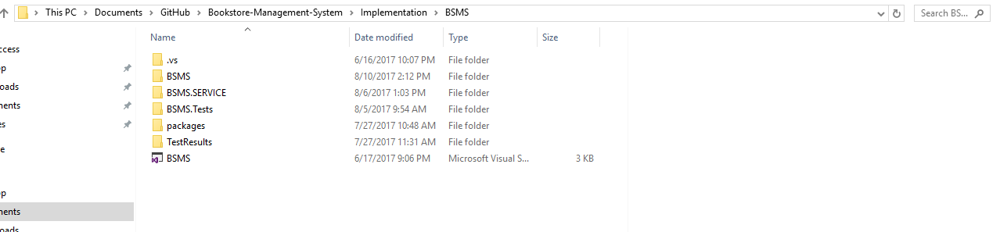 This PC > Documents > GitHub > Bookstore-Management-System > Implementation > BSMS
Search BS...
Name Date modified Type Size
ccess
.vs 6/16/2017 10:07 PM File folder
op
BSMS 8/10/2017 2:12 PM File folder
oads
BSMS.SERVICE 8/6/2017 1:03 PM File folder
ments
BSMS.Tests 8/5/2017 9:54 AM File folder
es
packages 7/27/2017 10:48 AM File folder
TestResults 7/27/2017 11:31 AM File folder
e
BSMS 6/17/2017 9:06 PM Microsoft Visual S... 3 KB
op
ments
oads